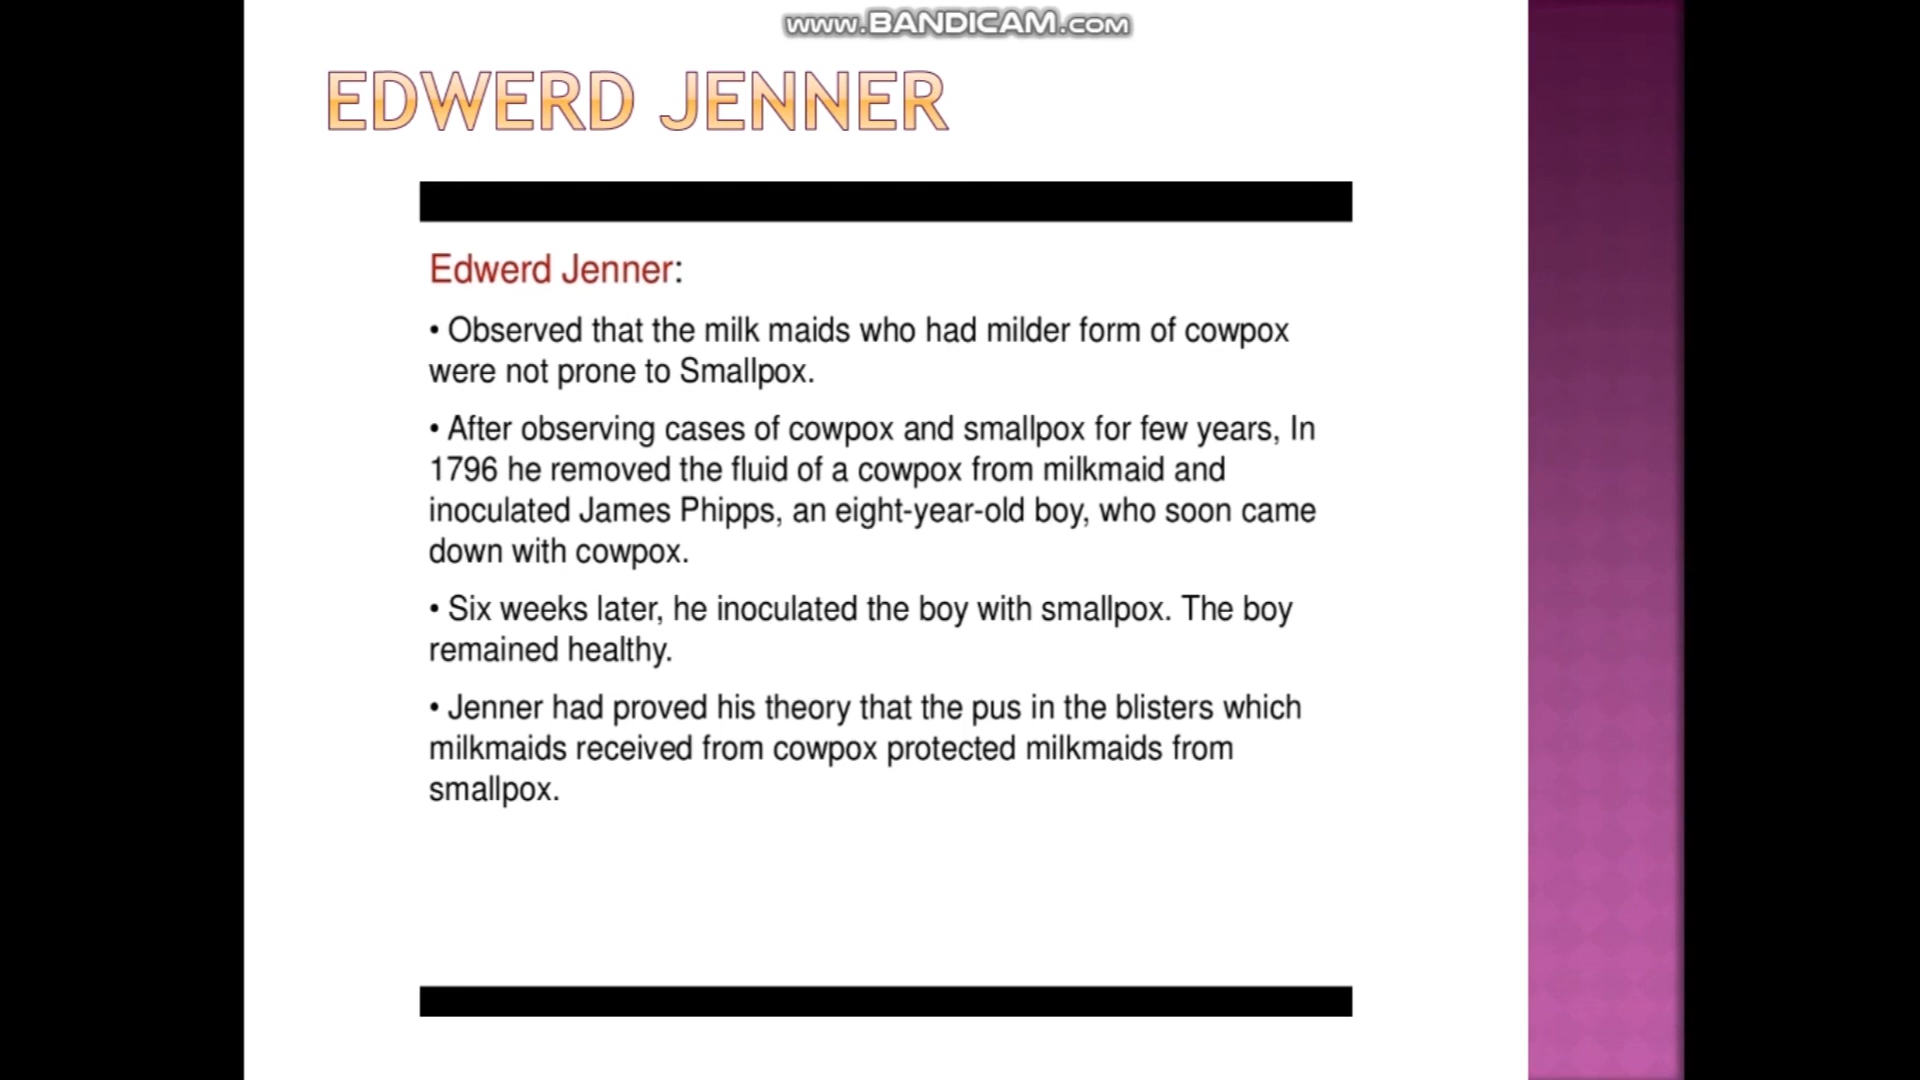 www.BANDICAM.com
EDWERD JENNER
Edwerd Jenner:
• Observed that the milk maids who had milder form of cowpox
were not prone to Smallpox.
• After observing cases of cowpox and smallpox for few years, In
1796 he removed the fluid of a cowpox from milkmaid and
inoculated James Phipps, an eight-year-old boy, who soon came
down with cowpox.
• Six weeks later, he inoculated the boy with smallpox. The boy
remained healthy.
• Jenner had proved his theory that the pus in the blisters which
milkmaids received from cowpox protected milkmaids from
smallpox.